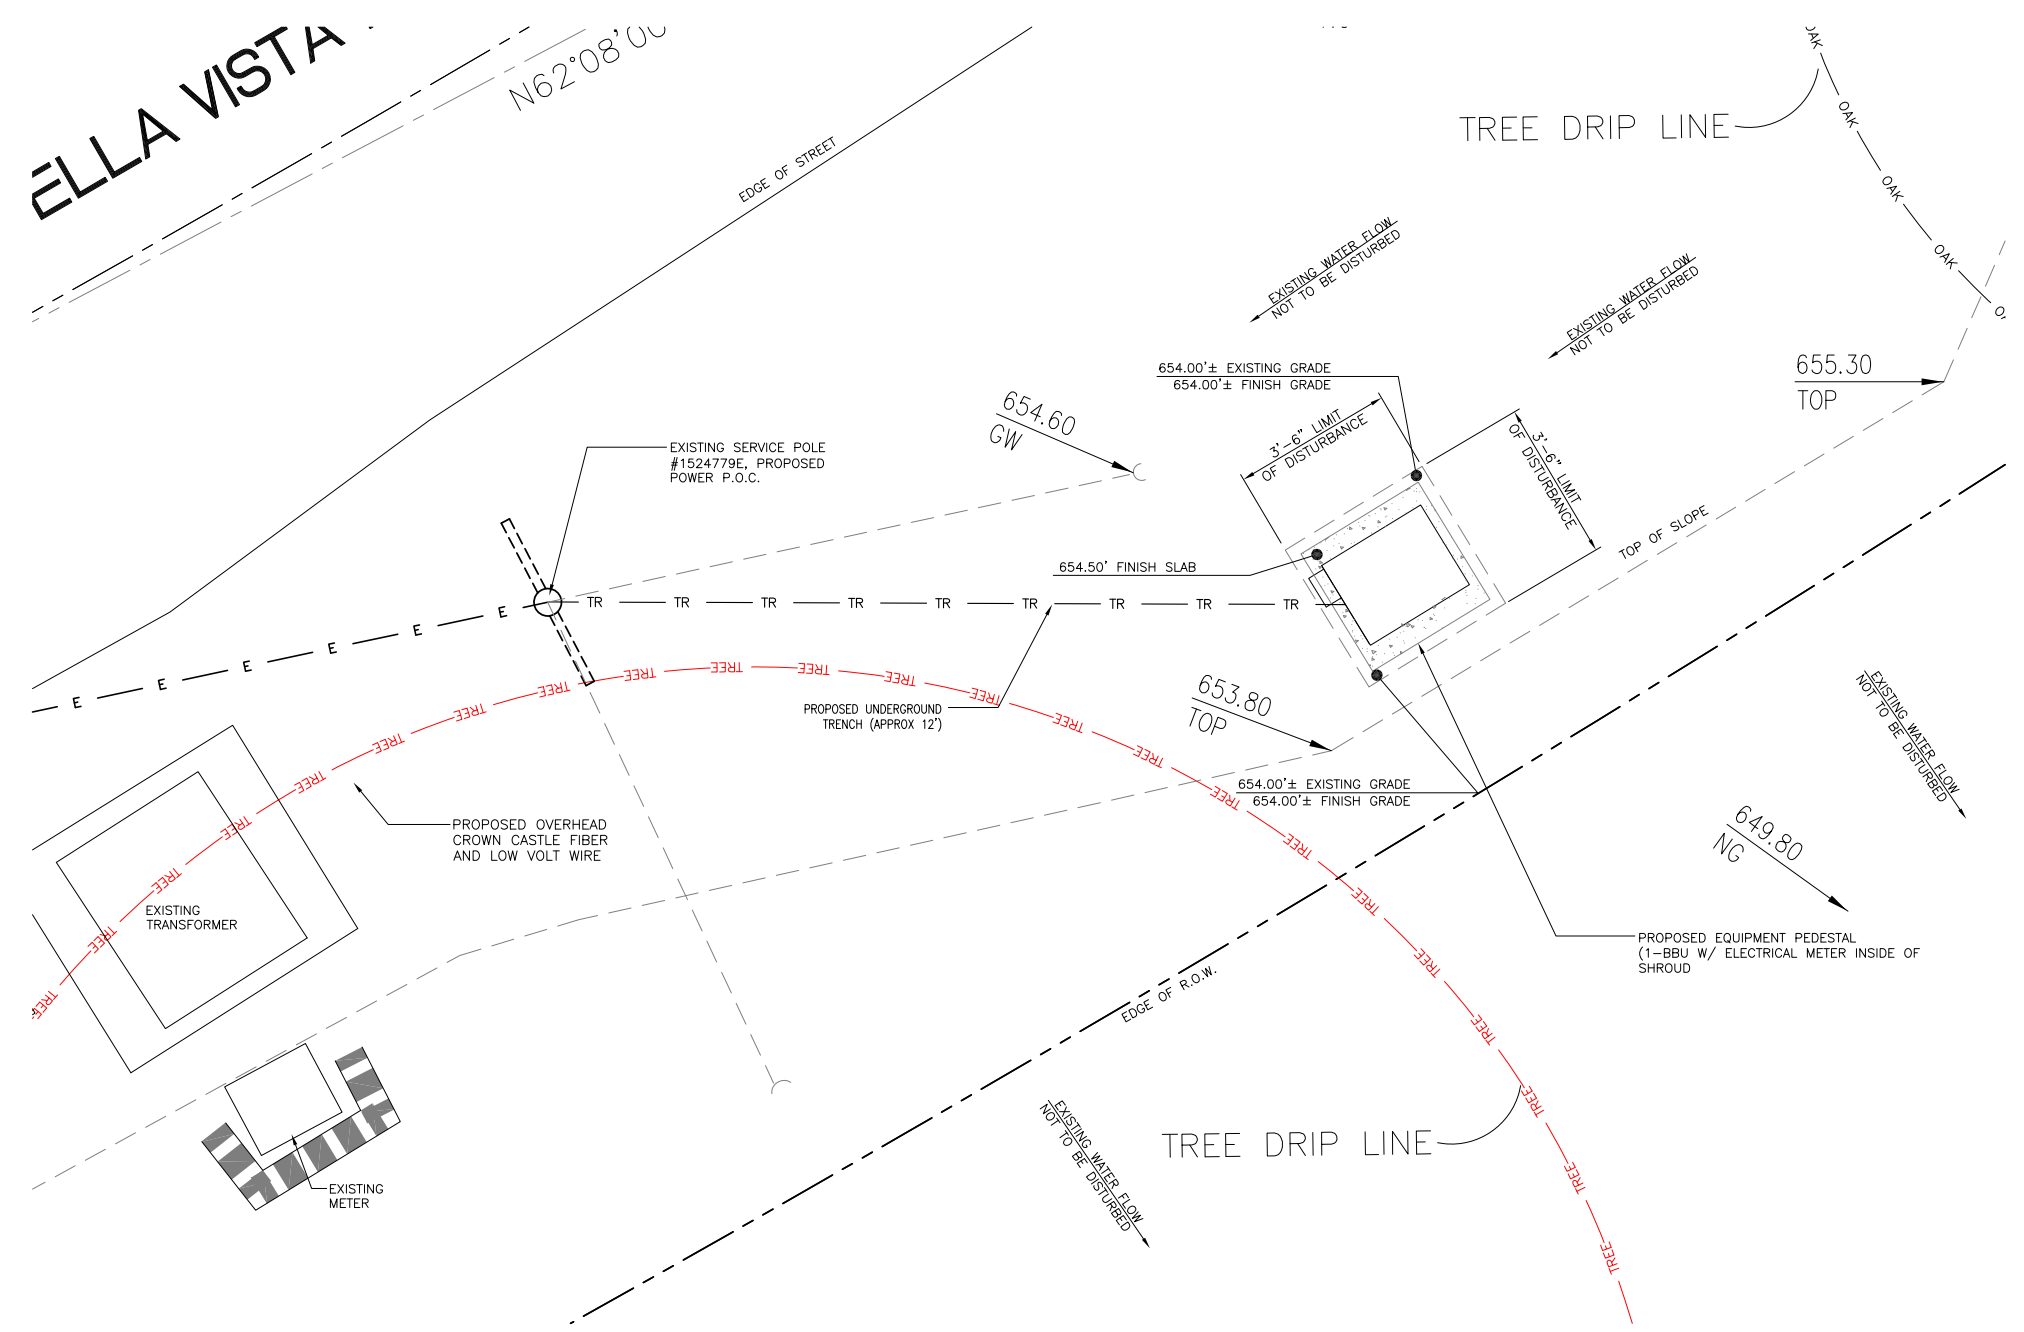 ELLA VISTA
N62°08'00
EDGE OF STREET
TREE DRIP LINE
OAK
OAK
OAK
OAK
EXISTING WATER FLOW
NOT TO BE DISTURBED
EXISTING WATER FLOW
NOT TO BE DISTURBED
654.00'± EXISTING GRADE
654.00'± FINISH GRADE
655.30
TOP
654.60
GW
3'-6" LIMIT
OF DISTURBANCE
3'-6" LIMIT
OF DISTURBANCE
EXISTING SERVICE POLE
#1524779E, PROPOSED
POWER P.O.C.
TOP OF SLOPE
654.50' FINISH SLAB
TR TR TR TR TR TR TR TR TR
E E E E E E
TREE TREE TREE TREE TREE TREE TREE TREE TREE TREE TREE TREE TREE TREE TREE TREE TREE TREE TREE TREE TREE TREE TREE
653.80
TOP
PROPOSED UNDERGROUND
TRENCH (APPROX 12')
EXISTING WATER FLOW
NOT TO BE DISTURBED
654.00'± EXISTING GRADE
654.00'± FINISH GRADE
PROPOSED OVERHEAD
CROWN CASTLE FIBER
AND LOW VOLT WIRE
649.80
NG
EXISTING
TRANSFORMER
PROPOSED EQUIPMENT PEDESTAL
(1-BBU W/ ELECTRICAL METER INSIDE OF
SHROUD
EDGE OF R.O.W.
EXISTING WATER FLOW
NOT TO BE DISTURBED
TREE DRIP LINE
EXISTING
METER